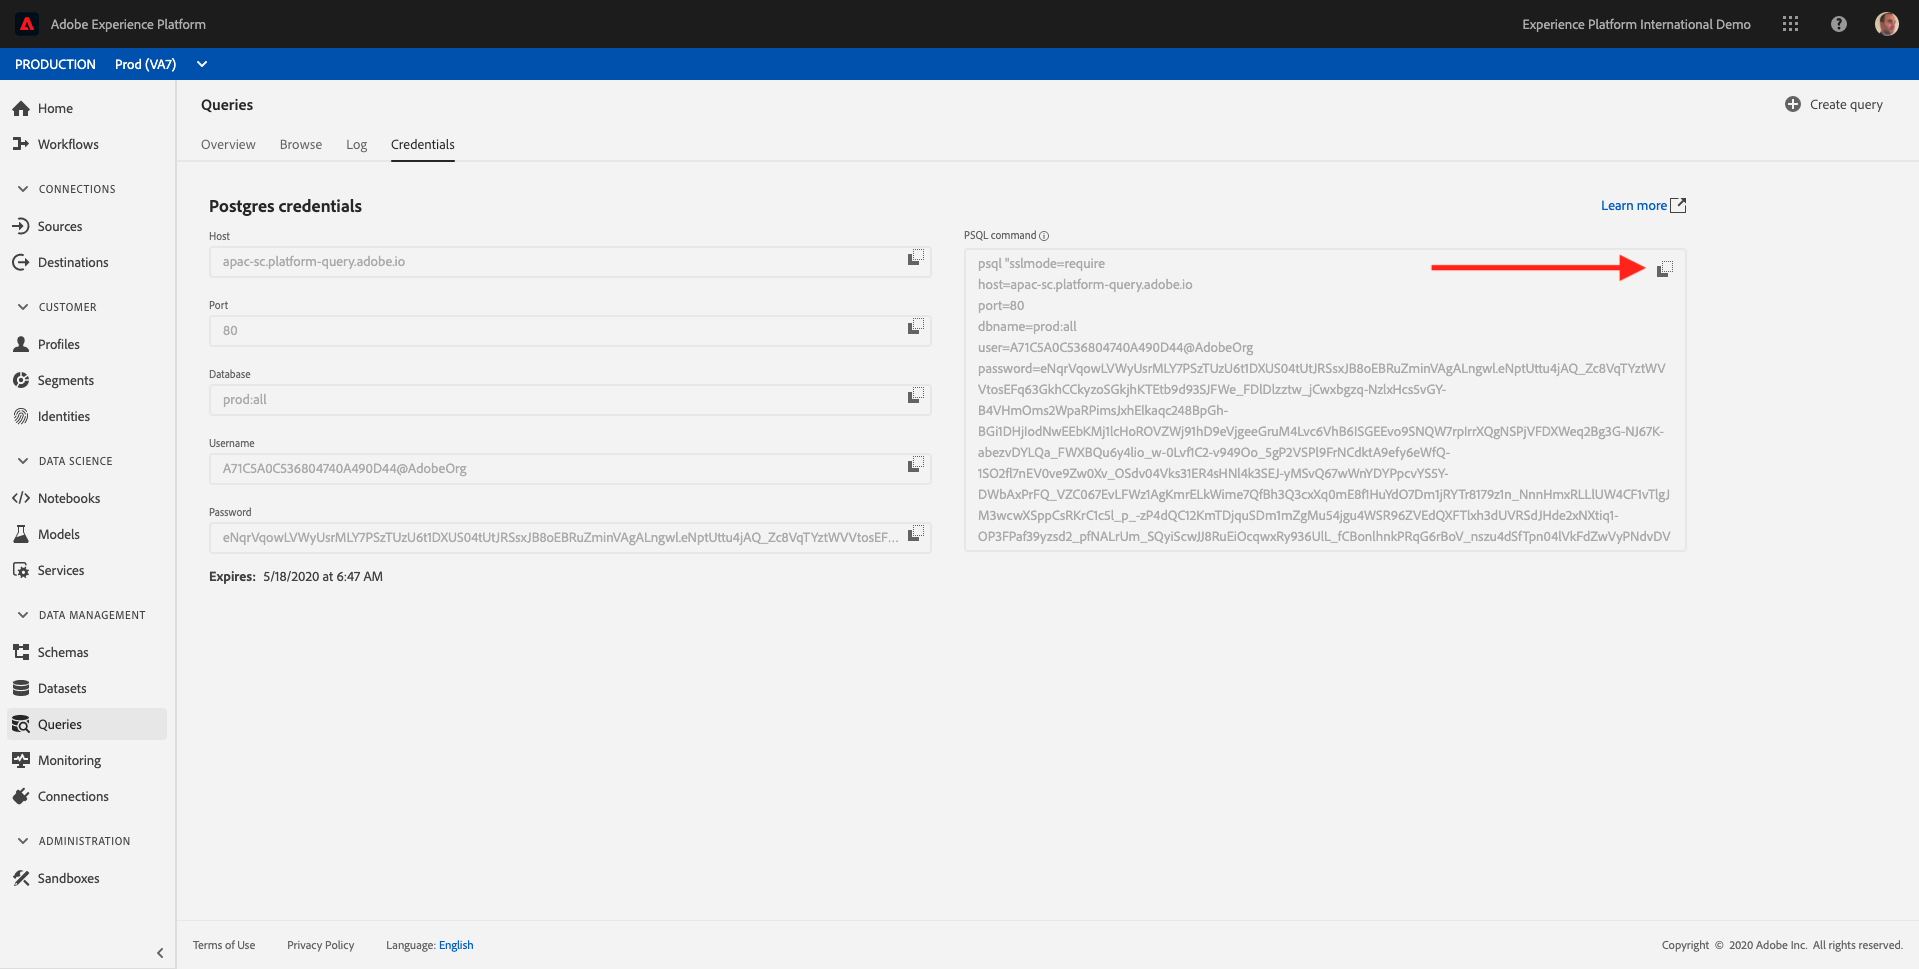 Adobe Experience Platform
Experience Platform International Demo
PRODUCTION Prod (VA7)
Home
Workflows
CONNECTIONS
Sources
Destinations
CUSTOMER
Profiles
Segments
Identities
DATA SCIENCE
Notebooks
Models
Services
DATA MANAGEMENT
Schemas
Datasets
Queries
Monitoring
Connections
ADMINISTRATION
Sandboxes
Queries
Create query
Overview Browse Log Credentials
Postgres credentials
Learn more
Host
apac-sc.platform-query.adobe.io
Port
80
Database
prod:all
Username
A71C5A0C536804740A490D44@AdobeOrg
Password
eNqrVqowLVWyUsrMLY7PSzTUzU6t1DXUS04tUtJRSsxJB8oEBRuZminVAgALngwl.eNptUttu4jAQ_Zc8VqTYztWVVtosEF...
Expires: 5/18/2020 at 6:47 AM
PSQL command
psql "sslmode=require
host=apac-sc.platform-query.adobe.io
port=80
dbname=prod:all
user=A71C5A0C536804740A490D44@AdobeOrg
password=eNqrVqowLVWyUsrMLY7PSzTUzU6t1DXUS04tUtJRSsxJB8oEBRuZminVAgALngwl.eNptUttu4jAQ_Zc8VqTYztWV
VtosEFq63GkhCCkyzoSGkjhKTEtb9d93SJFWe_FDlDlzztw_jCwxbgzq-NzlxHcs5vGY-
B4VHmOms2WpaRPimsJxhElkaqc248BpGh-
BGi1DHjIodNwEEbKMj1lcHoROVZWj91hD9eVjgeeGruM4Lvc6VhB6ISGEEvo9SNQW7rpIrrXQgNSPjVFDXWeq2Bg3G-NJ67K-
abezvDYLQa_FWXBQu6y4lio_w-0Lvf1C2-v949Oo_5gP2VSPl9FrNCdktA9efy6eWfQ-
1SO2fl7nEV0ve9Zw0Xv_OSdv04Vks31ER4sHNl4k3SEJ-yMSvQ67wWnYDYPpcvYS5Y-
DWbAxPrFQ_VZC067EvLFWz1AgKmrELkWime7QfBh3Q3cxXq0mE8f1HuYdO7Dm1jRYTr8179z1n_NnnHmxRLLlUW4CF1vTlgJ
M3wcwXSppCsRKrC1c5l_p_-zP4dQC12KmTDjquSDm1mZgMu54jgu4WSR96ZVEdQXFTlxh3dUVRSdJHde2xNXtiq1-
OP3FPaf39yzsd2_pfNALrUm_SQyiScwJJ8RuEiOcqwxRy936UlL_fCBonlhnkPRqG6rBoV_nszu4dSfTpn04lVkFdZwVyPNdvDV
Terms of Use Privacy Policy Language: English
Copyright © 2020 Adobe Inc. All rights reserved.